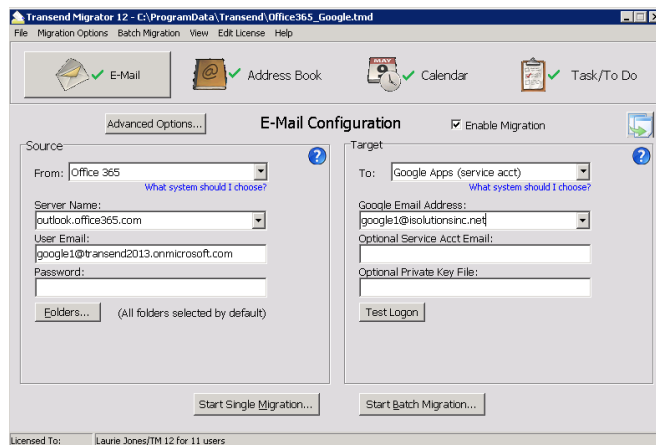 Transend Migrator 12 - C:\ProgramData\Transend\Office365_Google.tmd
File Migration Options Batch Migration View Edit License Help
E-Mail Address Book MAY Calendar Task/To Do
Advanced Options... E-Mail Configuration Enable Migration
Source
From: Office 365
What system should I choose?
Server Name:
outlook.office365.com
User Email:
google1@transend2013.onmicrosoft.com
Password:
Folders... (All folders selected by default)
Target
To: Google Apps (service acct)
What system should I choose?
Google Email Address:
google1@isolutionsinc.net
Optional Service Acct Email:
Optional Private Key File:
Test Logon
Start Single Migration... Start Batch Migration...
Licensed To: Laurie Jones/TM 12 for 11 users